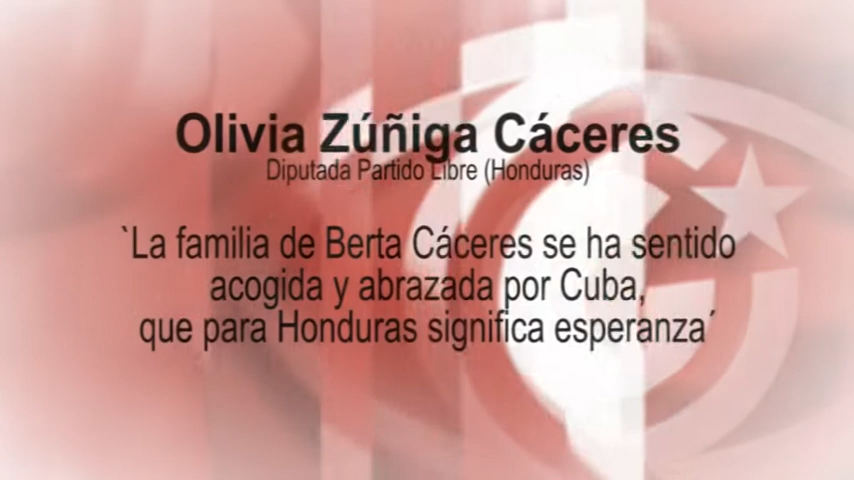 Olivia Zúñiga Cáceres
Diputada Partido Libre (Honduras)
`La familia de Berta Cáceres se ha sentido
acogida y abrazada por Cuba,
que para Honduras significa esperanza´